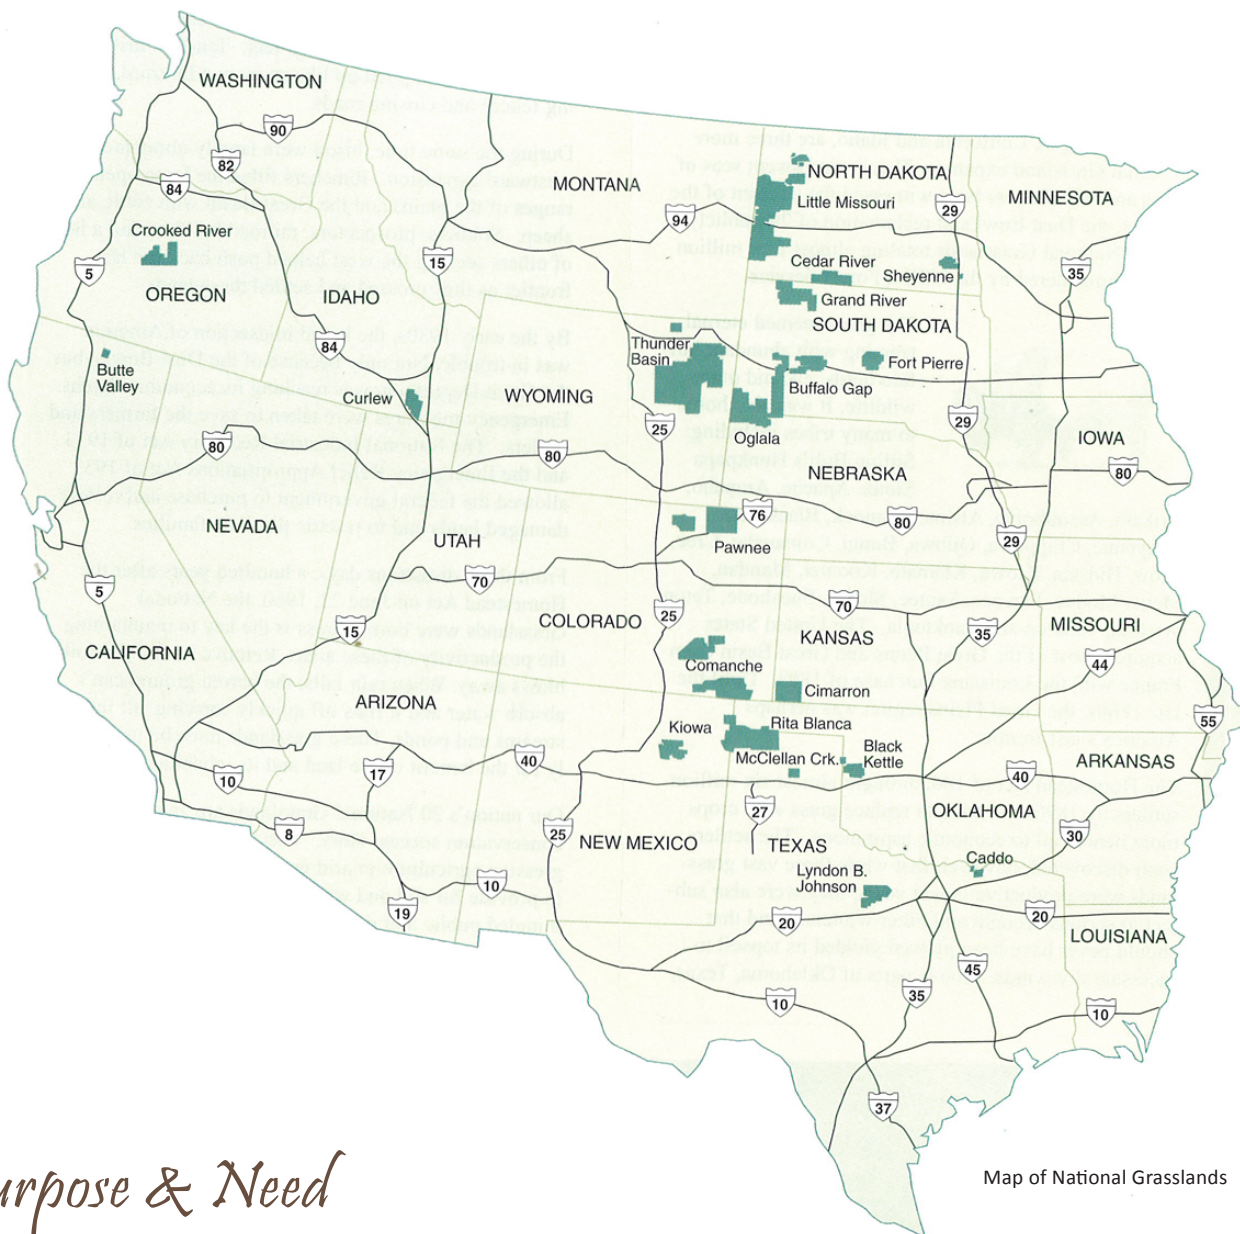 WASHINGTON
90
82
84
MONTANA
NORTH DAKOTA
MINNESOTA
Little Missouri
29
94
Crooked River
5
15
Cedar River
Sheyenne
35
OREGON
IDAHO
Grand River
SOUTH DAKOTA
84
Thunder
Basin
Fort Pierre
Butte
Valley
Curlew
WYOMING
Buffalo Gap
25
Oglala
29
IOWA
80
80
NEBRASKA
80
76
80
NEVADA
UTAH
Pawnee
29
5
70
70
15
COLORADO
25
KANSAS
35
MISSOURI
CALIFORNIA
Comanche
44
Cimarron
ARIZONA
55
Kiowa
Rita Blanca
McClellan Crk.
Black
Kettle
ARKANSAS
10
17
40
40
27
OKLAHOMA
8
25
NEW MEXICO
TEXAS
30
Caddo
Lyndon B.
Johnson
10
19
20
20
LOUISIANA
45
10
35
10
37
urpose & Need
Map of National Grasslands